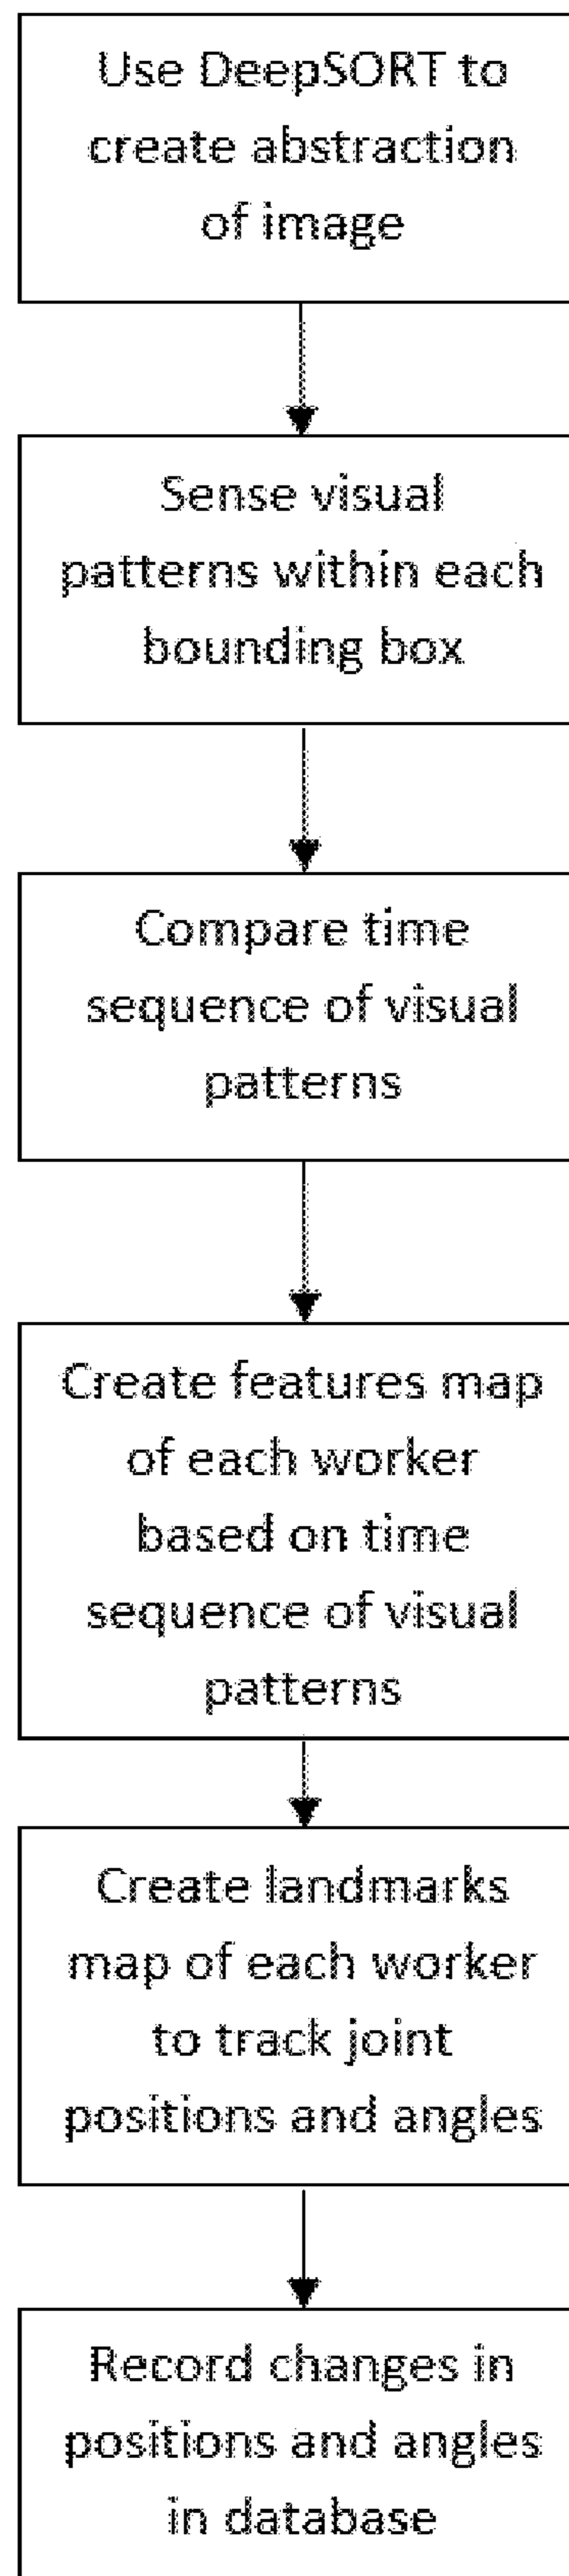 Use DeepSORT to
create abstraction
of image
Sense visual
patterns within each
bounding box
Compare time
sequence of visual
patterns
Create features map
of each worker
based on time
sequence of visual
patterns
Create landmarks
map of each worker
to track joint
positions and angles
Record changes in
positions and angles
in database